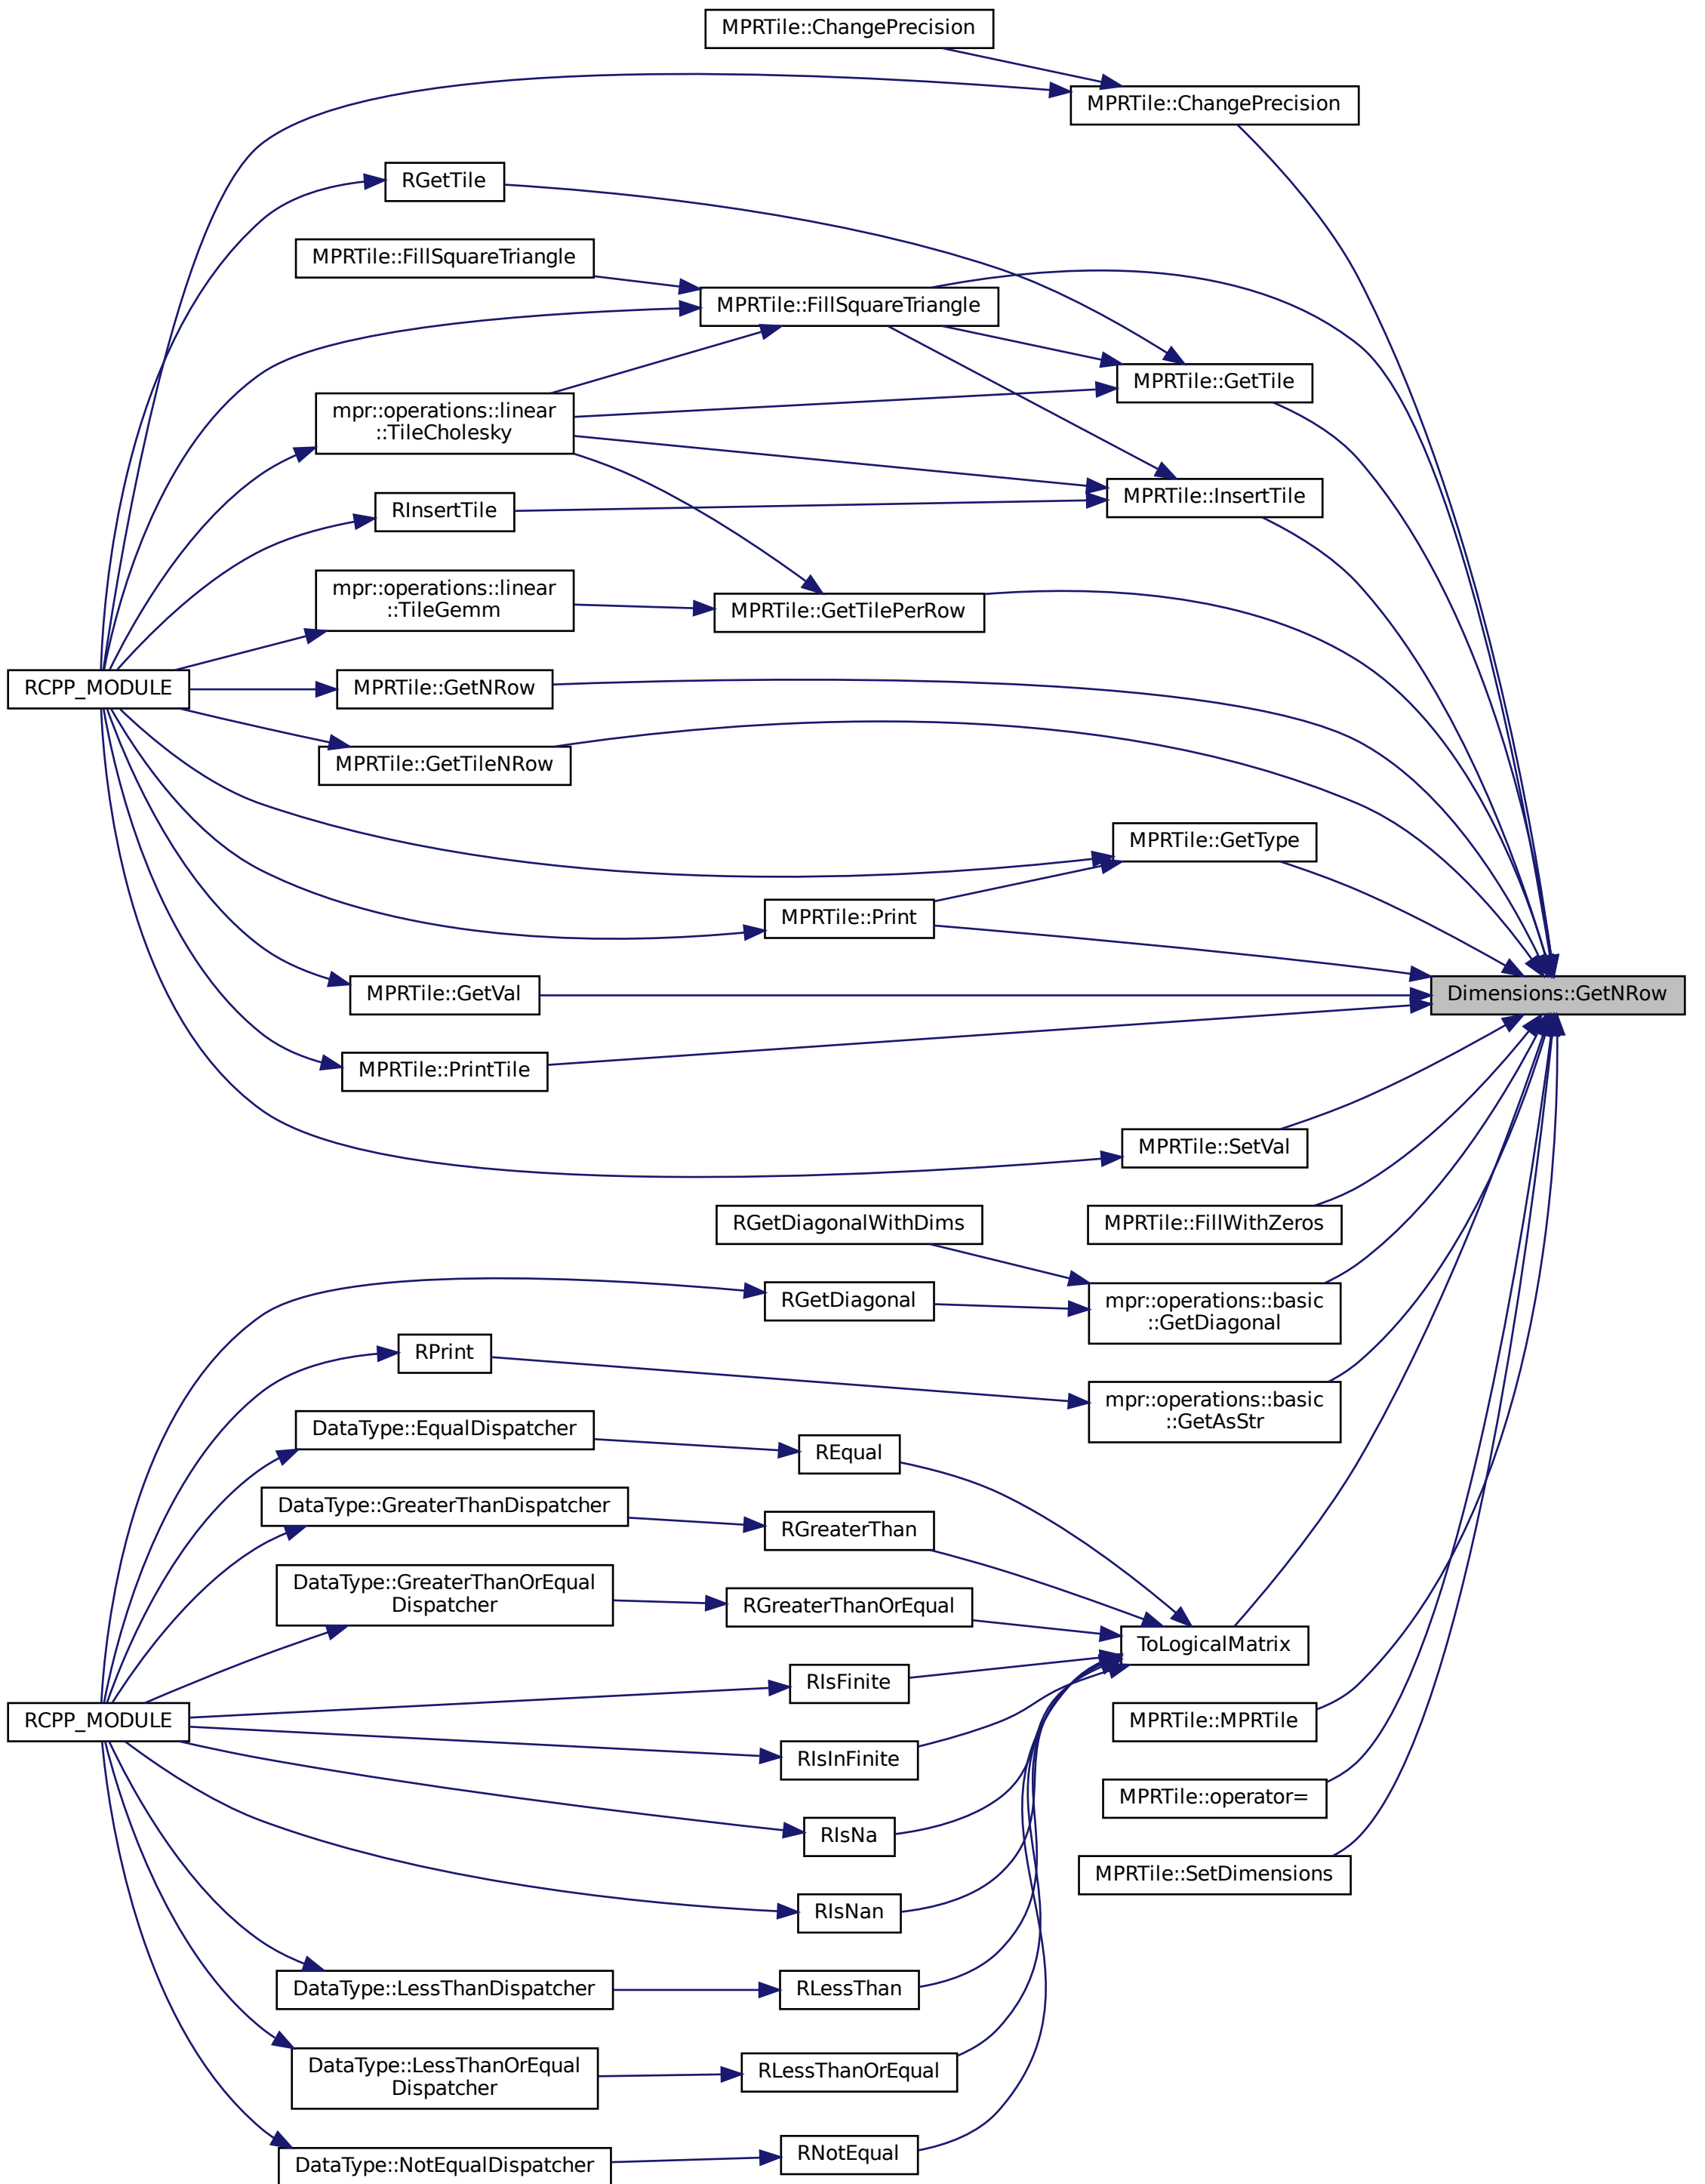 MPRTile::ChangePrecision
MPRTile::ChangePrecision
RGetTile
MPRTile::FillSquareTriangle
MPRTile::FillSquareTriangle
MPRTile::GetTile
mpr::operations::linear
::TileCholesky
MPRTile::InsertTile
RInsertTile
mpr::operations::linear
::TileGemm
MPRTile::GetTilePerRow
RCPP_MODULE
MPRTile::GetNRow
MPRTile::GetTileNRow
MPRTile::GetType
MPRTile::Print
MPRTile::GetVal
Dimensions::GetNRow
MPRTile::PrintTile
MPRTile::SetVal
RGetDiagonalWithDims
MPRTile::FillWithZeros
RGetDiagonal
mpr::operations::basic
::GetDiagonal
RPrint
mpr::operations::basic
::GetAsStr
DataType::EqualDispatcher
REqual
DataType::GreaterThanDispatcher
RGreaterThan
DataType::GreaterThanOrEqual
Dispatcher
RGreaterThanOrEqual
ToLogicalMatrix
RIsFinite
RCPP_MODULE
MPRTile::MPRTile
RIsInFinite
MPRTile::operator=
RIsNa
MPRTile::SetDimensions
RIsNan
DataType::LessThanDispatcher
RLessThan
DataType::LessThanOrEqual
Dispatcher
RLessThanOrEqual
DataType::NotEqualDispatcher
RNotEqual